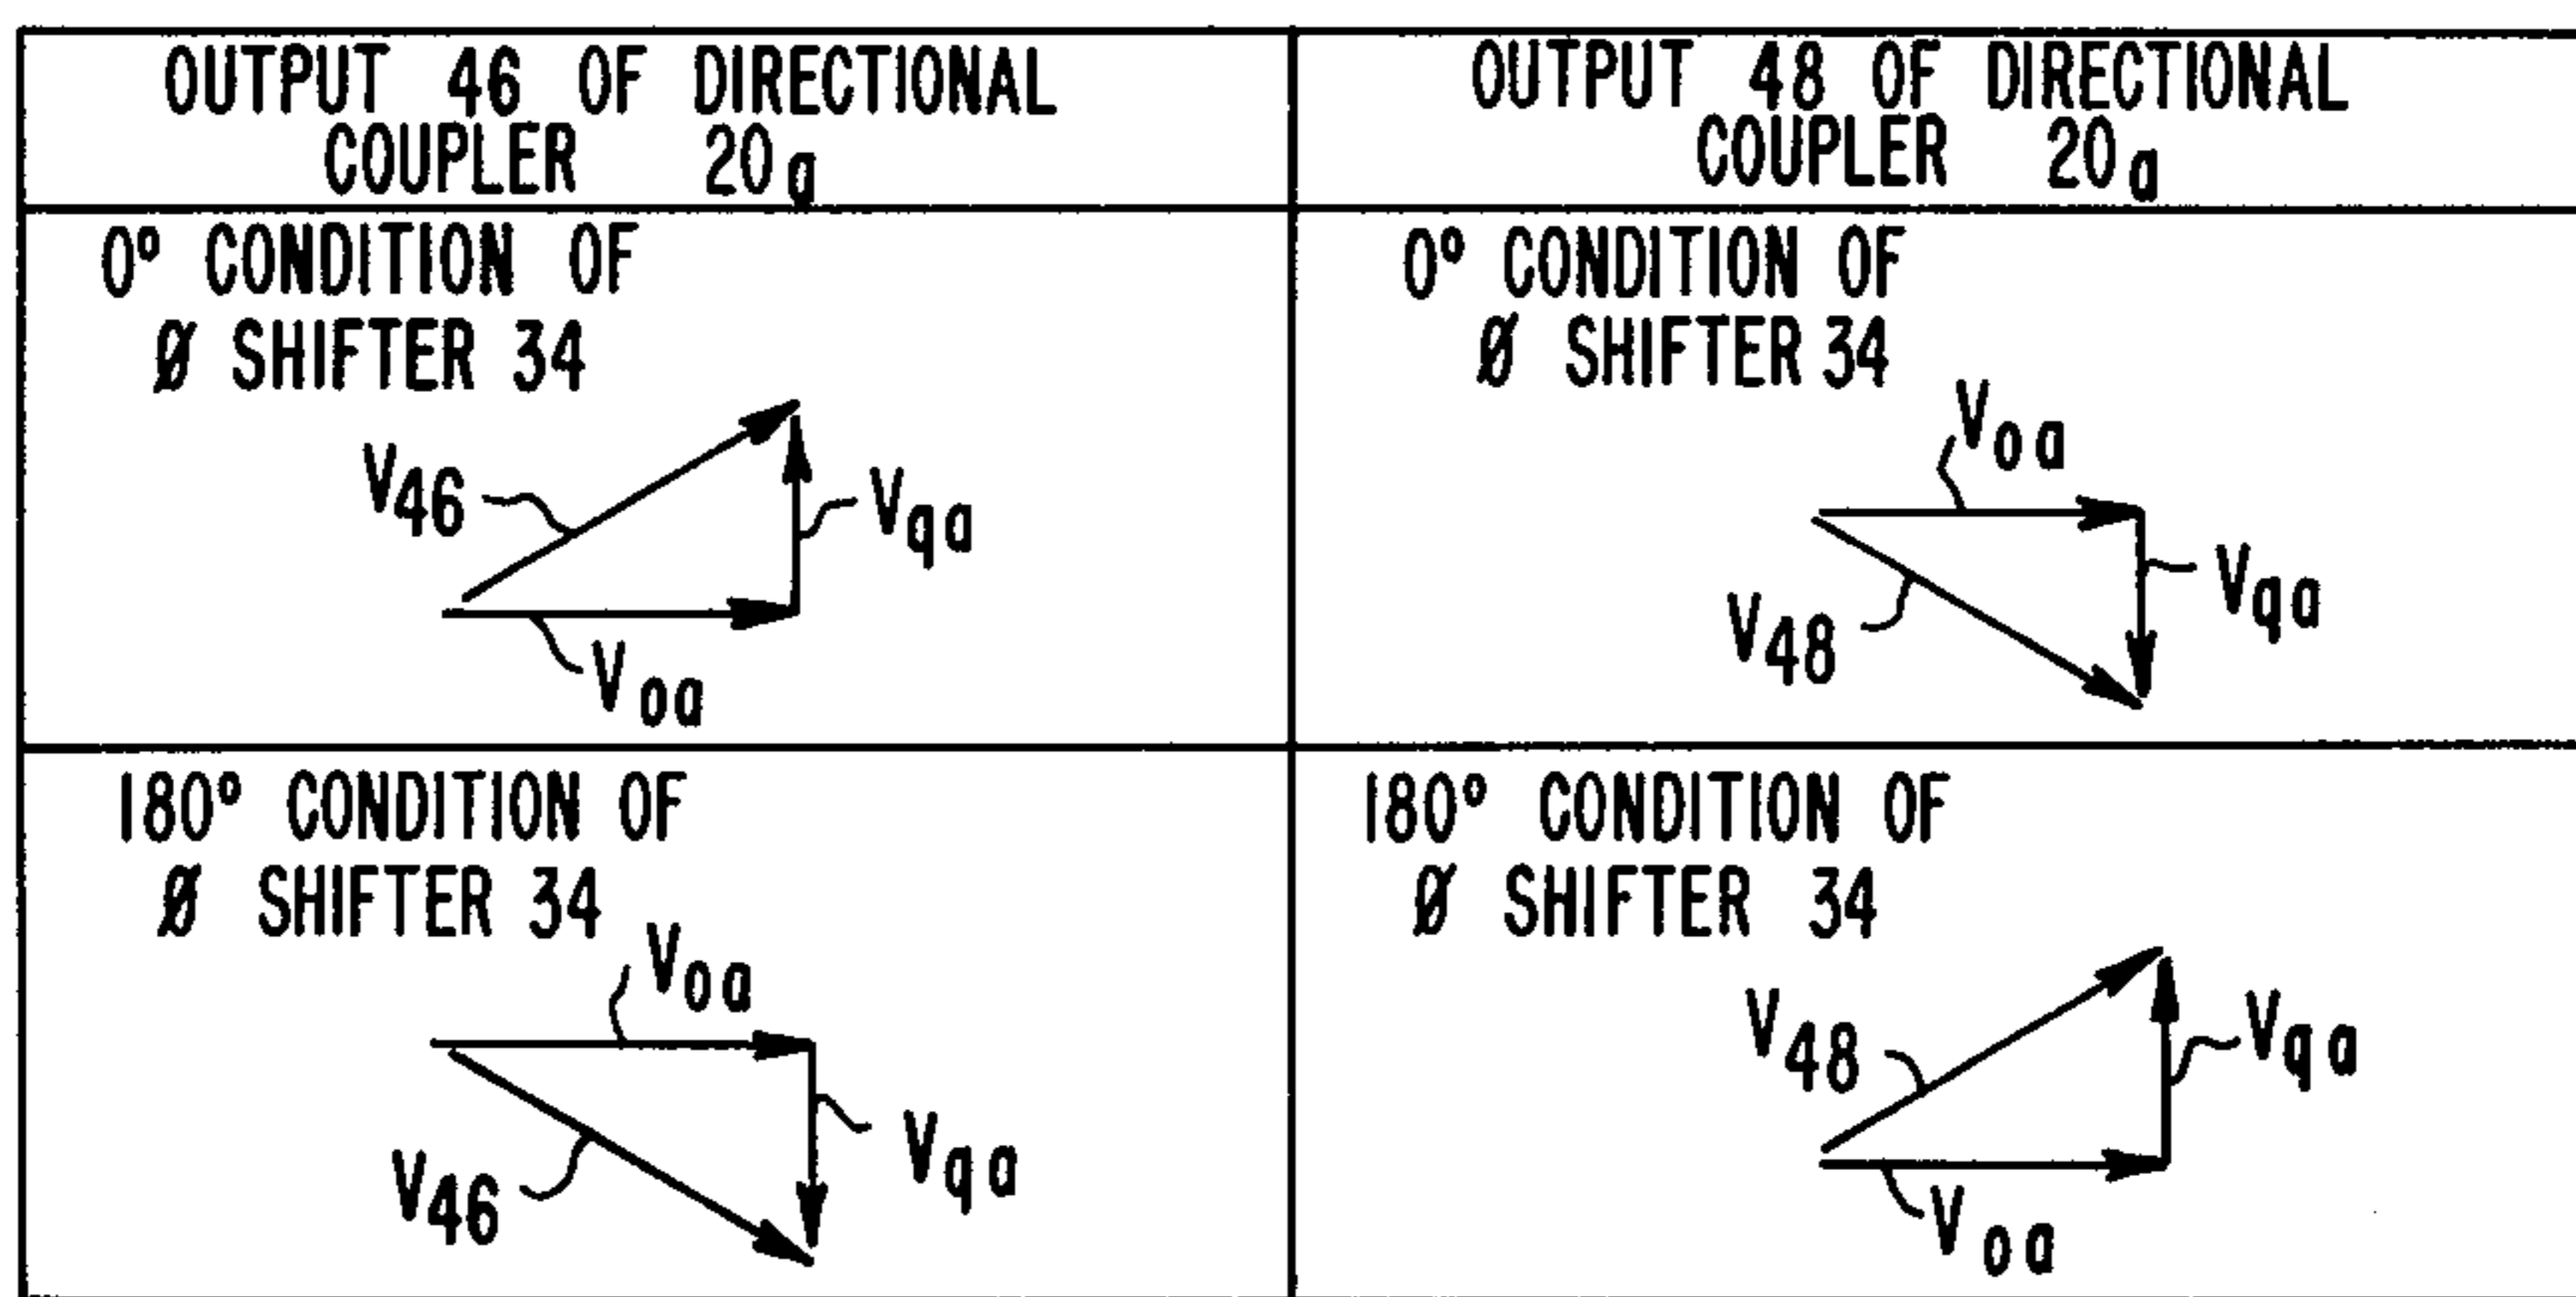 OUTPUT 46 OF DIRECTIONAL
COUPLER 20a
OUTPUT 48 OF DIRECTIONAL
COUPLER 20a
0° CONDITION OF
Ø SHIFTER 34
V46
Vqa
Voa
0° CONDITION OF
Ø SHIFTER 34
Voa
Vqa
V48
180° CONDITION OF
Ø SHIFTER 34
Voa
Vqa
V46
180° CONDITION OF
Ø SHIFTER 34
V48
Vqa
Voa